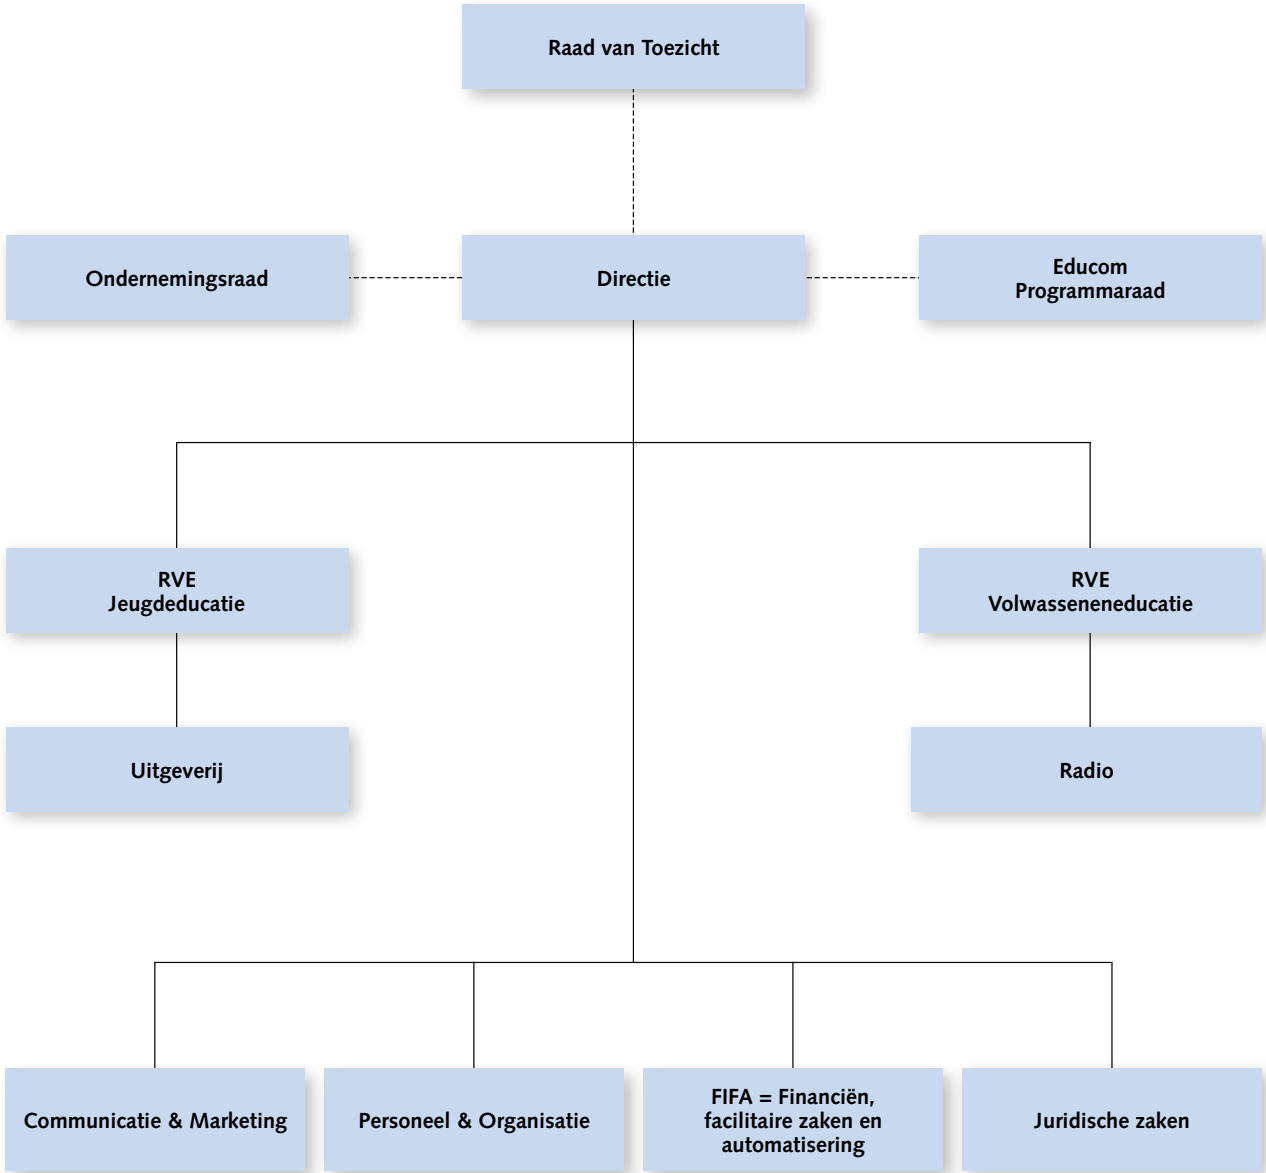 Raad van Toezicht
Ondernemingsraad
Directie
Educom
Programmaraad
RVE
Jeugdeducatie
RVE
Volwasseneneducatie
Uitgeverij
Radio
Communicatie & Marketing
Personeel & Organisatie
FIFA = Financiën,
facilitaire zaken en
automatisering
Juridische zaken